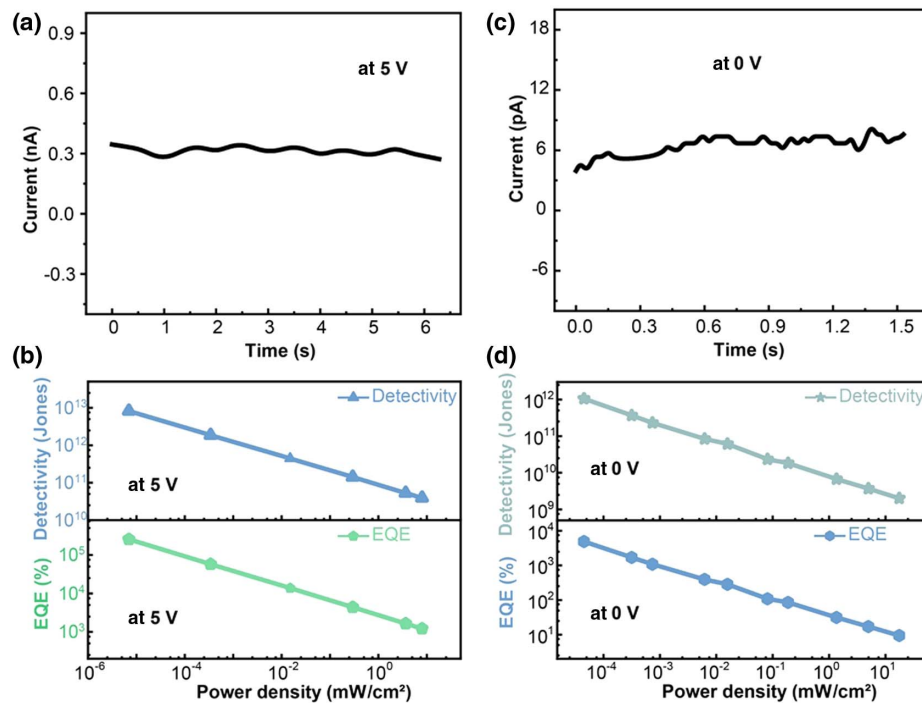 (a)
0.9
0.6
0.3
0.0
-0.3
Current (nA)
at 5 V
0 1 2 3 4 5 6
Time (s)
(c)
18
12
6
0
-6
Current (pA)
at 0 V
0.0 0.3 0.6 0.9 1.2 1.5
Time (s)
(b)
Detectivity (Jones)
10¹³
10¹²
10¹¹
10¹⁰
Detectivity
at 5 V
EQE (%)
10⁵
10⁴
10³
EQE
at 5 V
10⁻⁶ 10⁻⁴ 10⁻² 10⁰
Power density (mW/cm²)
(d)
Detectivity (Jones)
10¹²
10¹¹
10¹⁰
10⁹
Detectivity
at 0 V
EQE (%)
10⁴
10³
10²
10¹
EQE
at 0 V
10⁻⁴ 10⁻³ 10⁻² 10⁻¹ 10⁰ 10¹
Power density (mW/cm²)